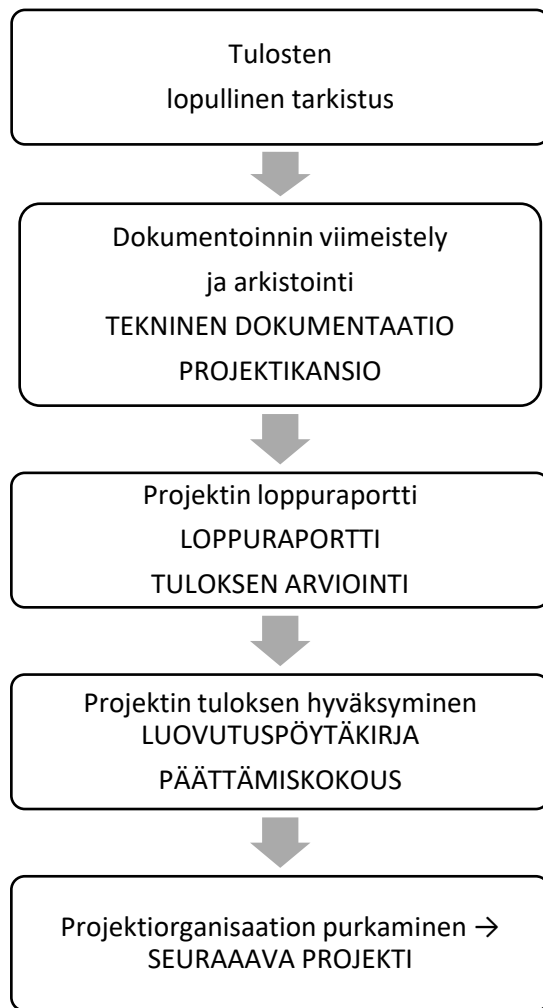 Tulosten
lopullinen tarkistus
Dokumentoinnin viimeistely
ja arkistointi
TEKNINEN DOKUMENTAATIO
PROJEKTIKANSIO
Projektin loppuraportti
LOPPURAPORTTI
TULOKSEN ARVIOINTI
Projektin tuloksen hyväksyminen
LUOVUTUSPÖYTÄKIRJA
PÄÄTTÄMISKOKOUS
Projektiorganisaation purkaminen →
SEURAAAVA PROJEKTI